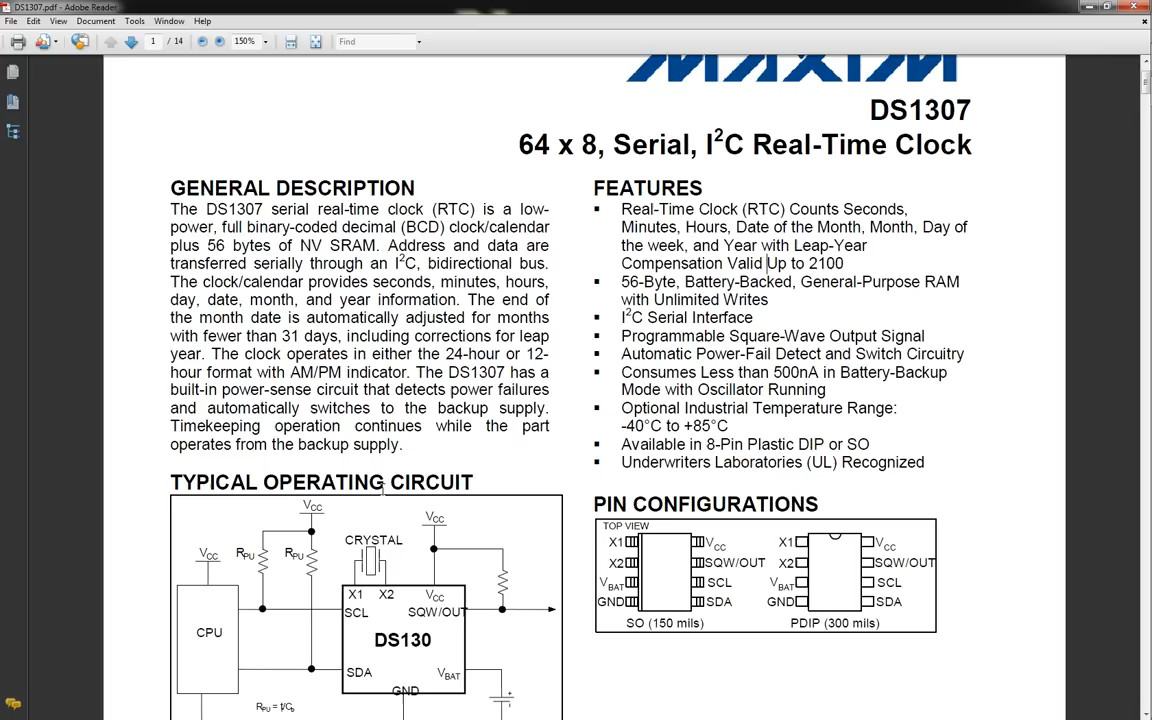 DS1307.pdf - Adobe Reader
File Edit View Document Tools Window Help
1 / 14 150% Find
MAXIM
DS1307
64 x 8, Serial, I²C Real-Time Clock
GENERAL DESCRIPTION
The DS1307 serial real-time clock (RTC) is a low-
power, full binary-coded decimal (BCD) clock/calendar
plus 56 bytes of NV SRAM. Address and data are
transferred serially through an I²C, bidirectional bus.
The clock/calendar provides seconds, minutes, hours,
day, date, month, and year information. The end of
the month date is automatically adjusted for months
with fewer than 31 days, including corrections for leap
year. The clock operates in either the 24-hour or 12-
hour format with AM/PM indicator. The DS1307 has a
built-in power-sense circuit that detects power failures
and automatically switches to the backup supply.
Timekeeping operation continues while the part
operates from the backup supply.
TYPICAL OPERATING CIRCUIT
VCC
VCC
CRYSTAL
VCC RPU RPU
X1 X2 VCC
SCL SQW/OUT
CPU
DS130
SDA VBAT
GND
RPU = t/Cb
FEATURES
▪ Real-Time Clock (RTC) Counts Seconds,
Minutes, Hours, Date of the Month, Month, Day of
the week, and Year with Leap-Year
Compensation Valid Up to 2100
▪ 56-Byte, Battery-Backed, General-Purpose RAM
with Unlimited Writes
▪ I²C Serial Interface
▪ Programmable Square-Wave Output Signal
▪ Automatic Power-Fail Detect and Switch Circuitry
▪ Consumes Less than 500nA in Battery-Backup
Mode with Oscillator Running
▪ Optional Industrial Temperature Range:
-40°C to +85°C
▪ Available in 8-Pin Plastic DIP or SO
▪ Underwriters Laboratories (UL) Recognized
PIN CONFIGURATIONS
TOP VIEW
X1 VCC X1 VCC
X2 SQW/OUT X2 SQW/OUT
VBAT SCL VBAT SCL
GND SDA GND SDA
SO (150 mils) PDIP (300 mils)